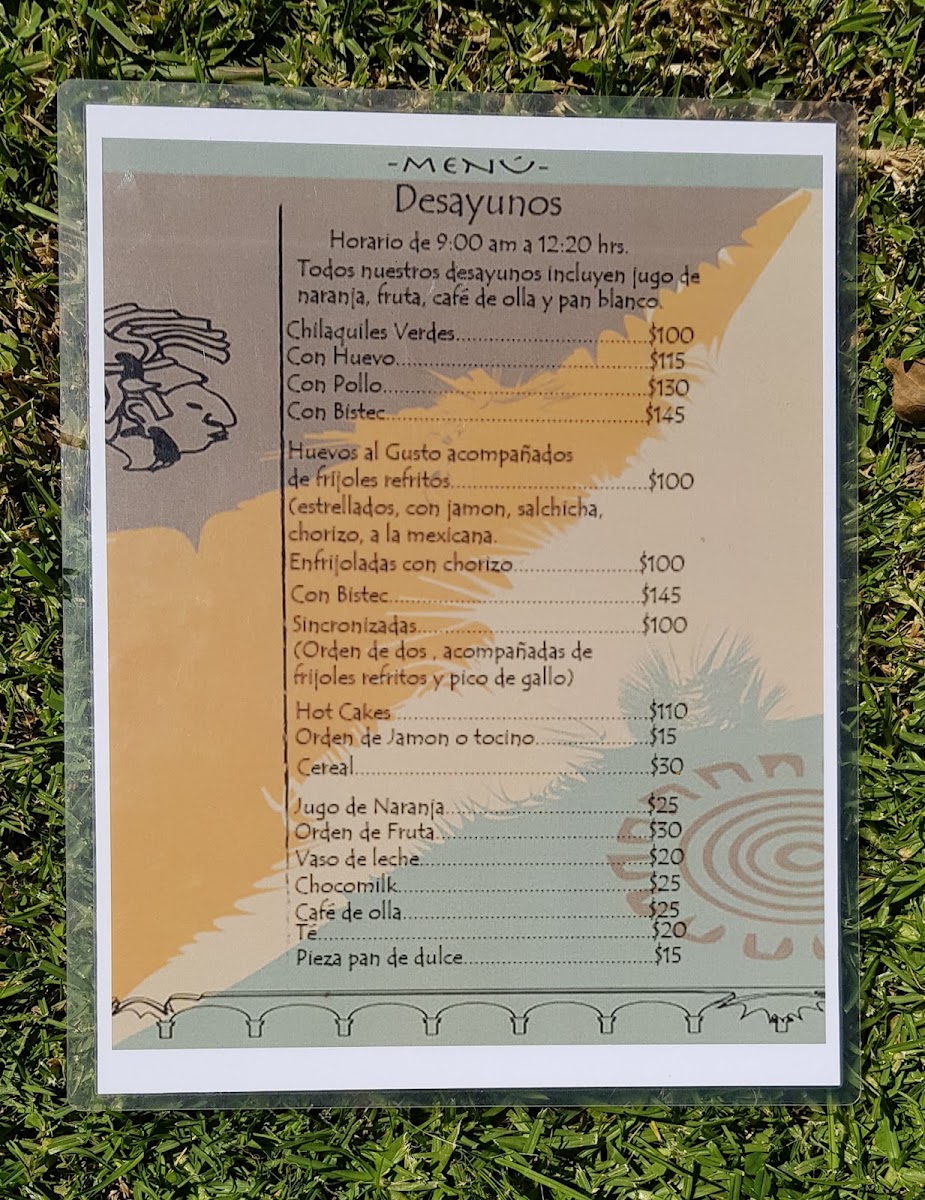 -MENÚ-
Desayunos
Horario de 9:00 am a 12:20 hrs.
Todos nuestros desayunos incluyen jugo de
naranja, fruta, café de olla y pan blanco.
Chilaquiles Verdes...............................$100
Con Huevo.........................................$115
Con Pollo...........................................$130
Con Bistec..........................................$145
Huevos al Gusto acompañados
de frijoles refritos................................$100
(estrellados, con jamon, salchicha,
chorizo, a la mexicana.
Enfrijoladas con chorizo....................$100
Con Bistec.........................................$145
Sincronizadas....................................$100
(Orden de dos , acompañadas de
frijoles refritos y pico de gallo)
Hot Cakes.........................................$110
Orden de Jamon o tocino..................$15
Cereal...............................................$30
Jugo de Naranja................................$25
Orden de Fruta..................................$30
Vaso de leche....................................$20
Chocomilk........................................$25
Café de olla.......................................$25
Té......................................................$20
Pieza pan de dulce.............................$15